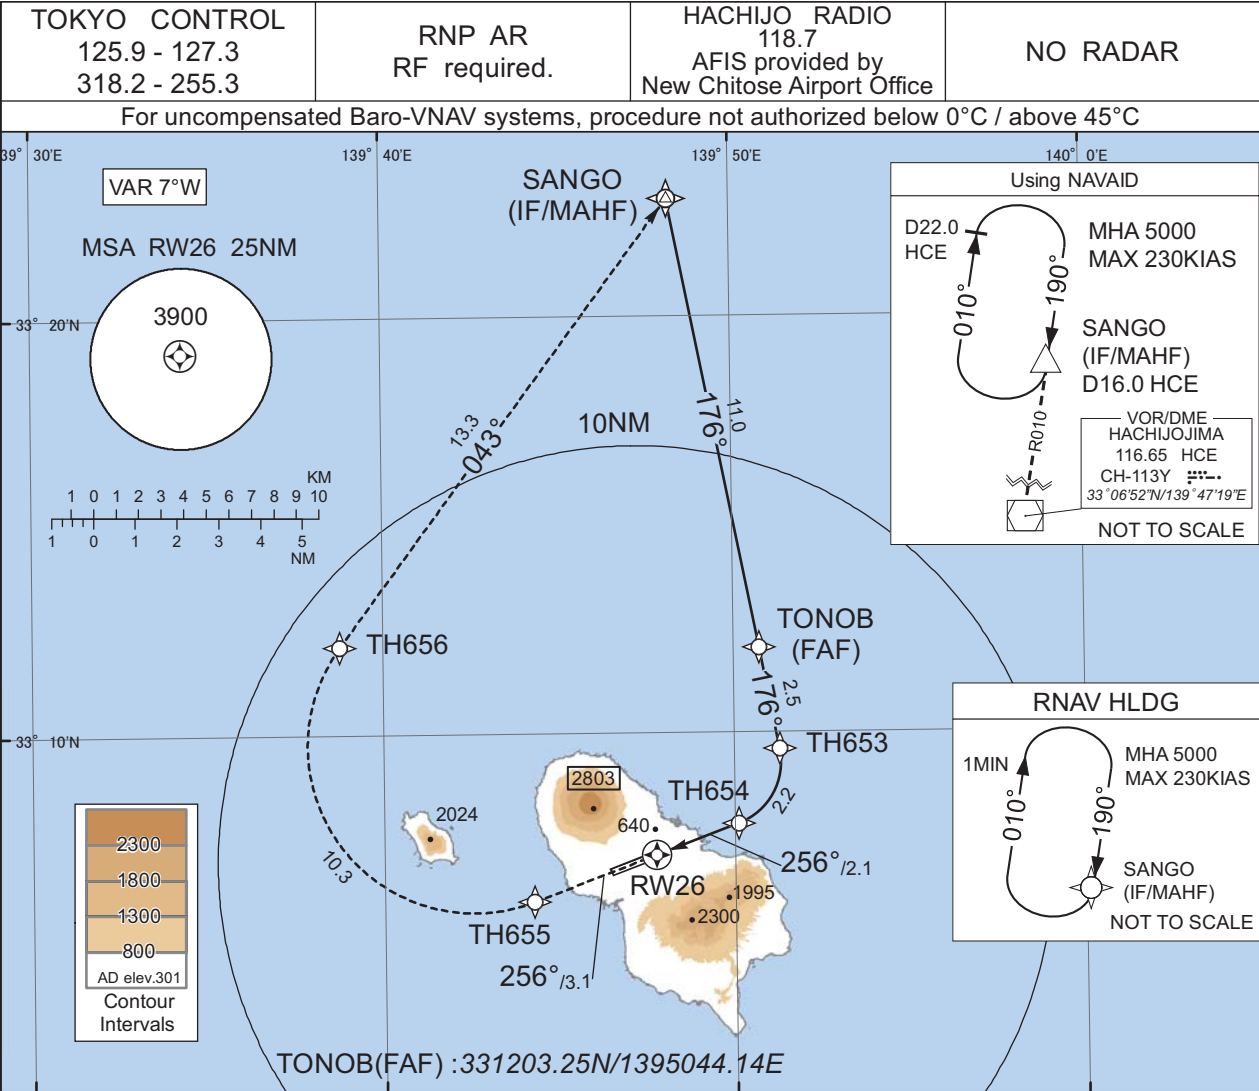 TOKYO CONTROL
125.9 - 127.3
318.2 - 255.3
RNP AR
RF required.
HACHIJO RADIO
118.7
AFIS provided by
New Chitose Airport Office
NO RADAR
For uncompensated Baro-VNAV systems, procedure not authorized below 0°C / above 45°C
39° 30'E
139° 40'E
139° 50'E
140° 0'E
VAR 7°W
MSA RW26 25NM
3900
33° 20'N
KM
1 0 1 2 3 4 5 6 7 8 9 10
1 0 1 2 3 4 5
NM
SANGO
(IF/MAHF)
13.3
043°
11.0
176°
10NM
Using NAVAID
D22.0
HCE
MHA 5000
MAX 230KIAS
010°
190°
SANGO
(IF/MAHF)
D16.0 HCE
R010
VOR/DME
HACHIJOJIMA
116.65 HCE
CH-113Y
33°06'52"N/139°47'19"E
NOT TO SCALE
TH656
TONOB
(FAF)
2.5
176°
33° 10'N
TH653
TH654
2.2
2803
2024
640
256°/2.1
RW26
1995
2300
10.3
TH655
256°/3.1
RNAV HLDG
1MIN
MHA 5000
MAX 230KIAS
010°
190°
SANGO
(IF/MAHF)
NOT TO SCALE
2300
1800
1300
800
AD elev.301
Contour
Intervals
TONOB(FAF) :331203.25N/1395044.14E